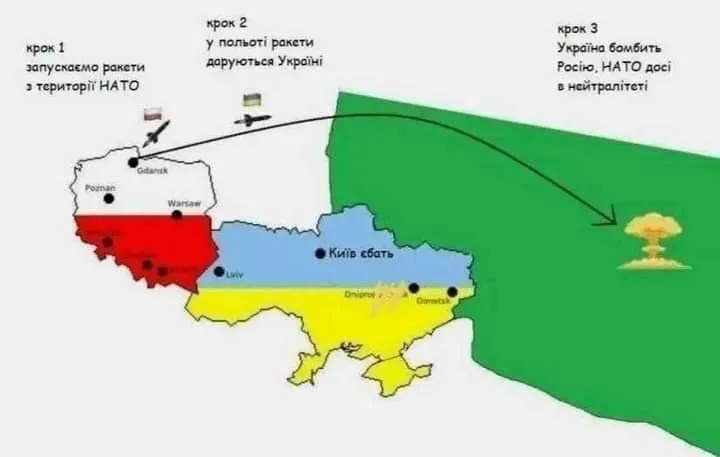 крок 1
запускаємо ракети
з території НАТО
крок 2
у польоті ракети
даруються Україні
крок 3
Україна бомбить
Росію, НАТО досі
в нейтралітеті
Gdansk
Poznan
Warsaw
Київ єбать
Lviv
Donetsk